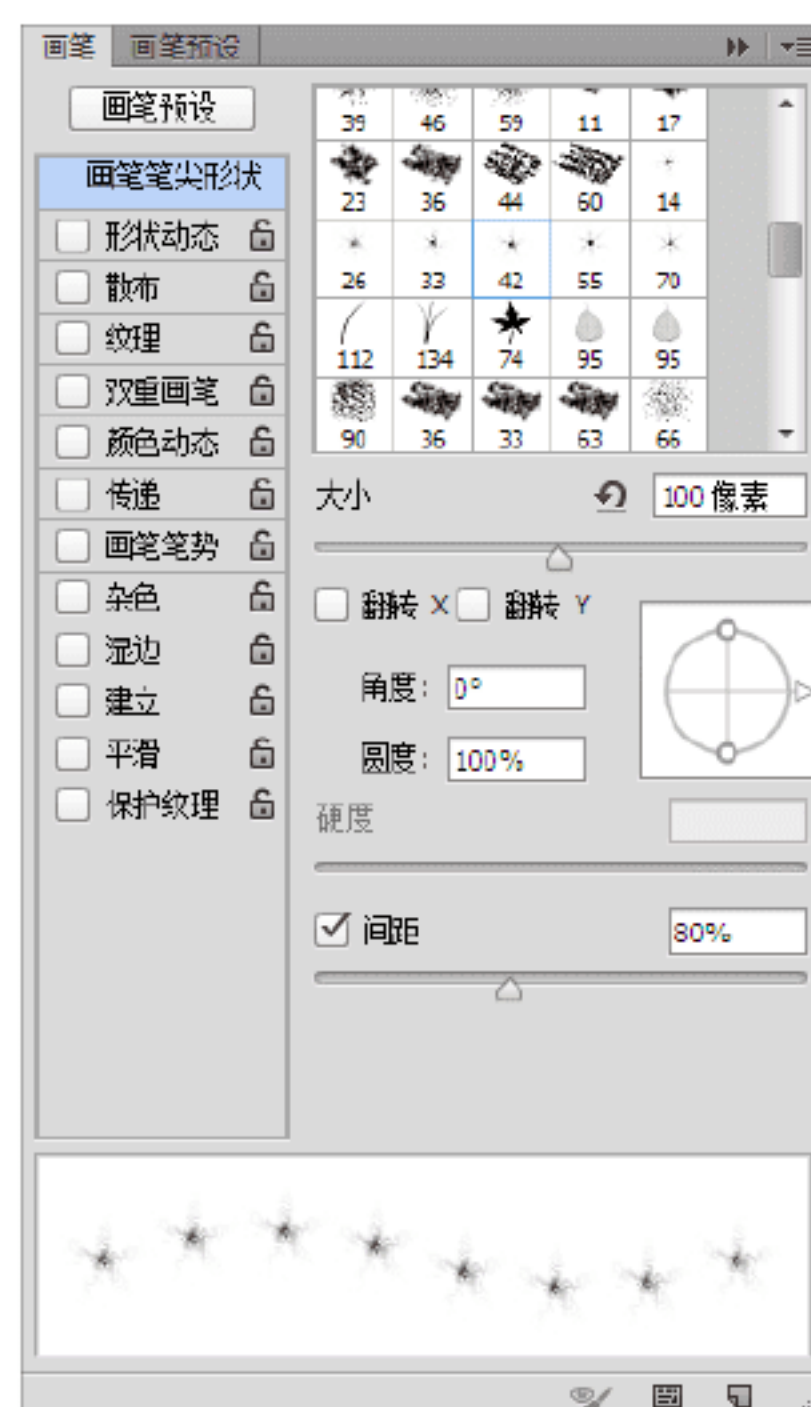 画笔 画笔预设
画笔预设
39 46 59 11 17
画笔笔尖形状
23 36 44 60 14
形状动态
散布
26 33 42 55 70
纹理
112 134 74 95 95
双重画笔
颜色动态
90 36 33 63 66
传递
大小 100 像素
画笔笔势
杂色
翻转 X 翻转 Y
湿边
建立
角度: 0°
平滑
圆度: 100%
保护纹理
硬度
间距 80%